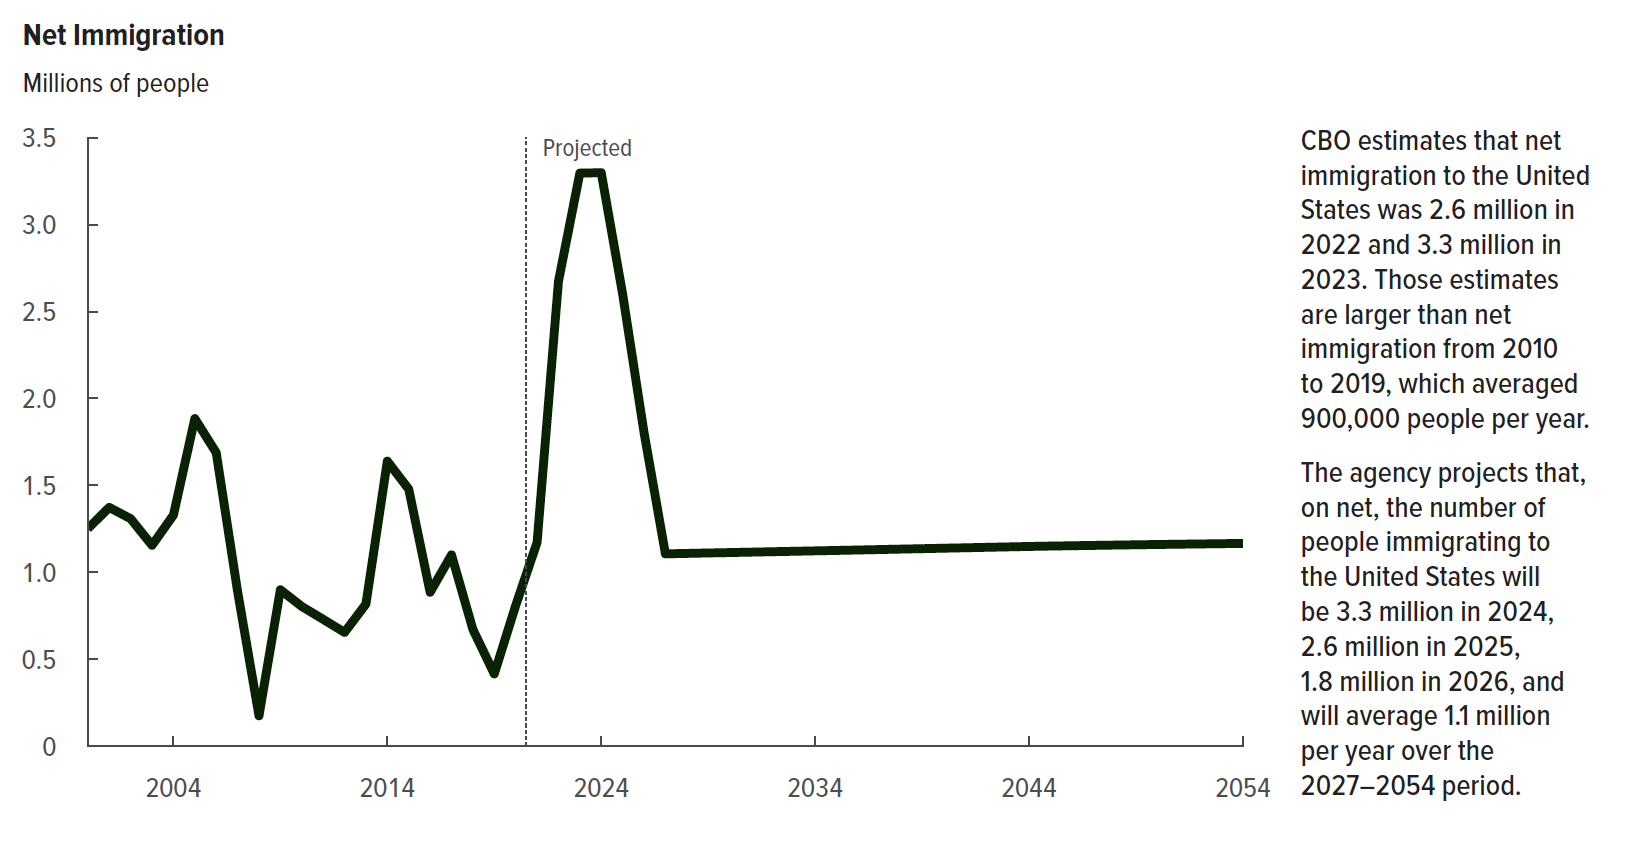 Net Immigration
Millions of people
3.5
3.0
2.5
2.0
1.5
1.0
0.5
0
Projected
2004
2014
2024
2034
2044
2054
CBO estimates that net
immigration to the United
States was 2.6 million in
2022 and 3.3 million in
2023. Those estimates
are larger than net
immigration from 2010
to 2019, which averaged
900,000 people per year.
The agency projects that,
on net, the number of
people immigrating to
the United States will
be 3.3 million in 2024,
2.6 million in 2025,
1.8 million in 2026, and
will average 1.1 million
per year over the
2027–2054 period.